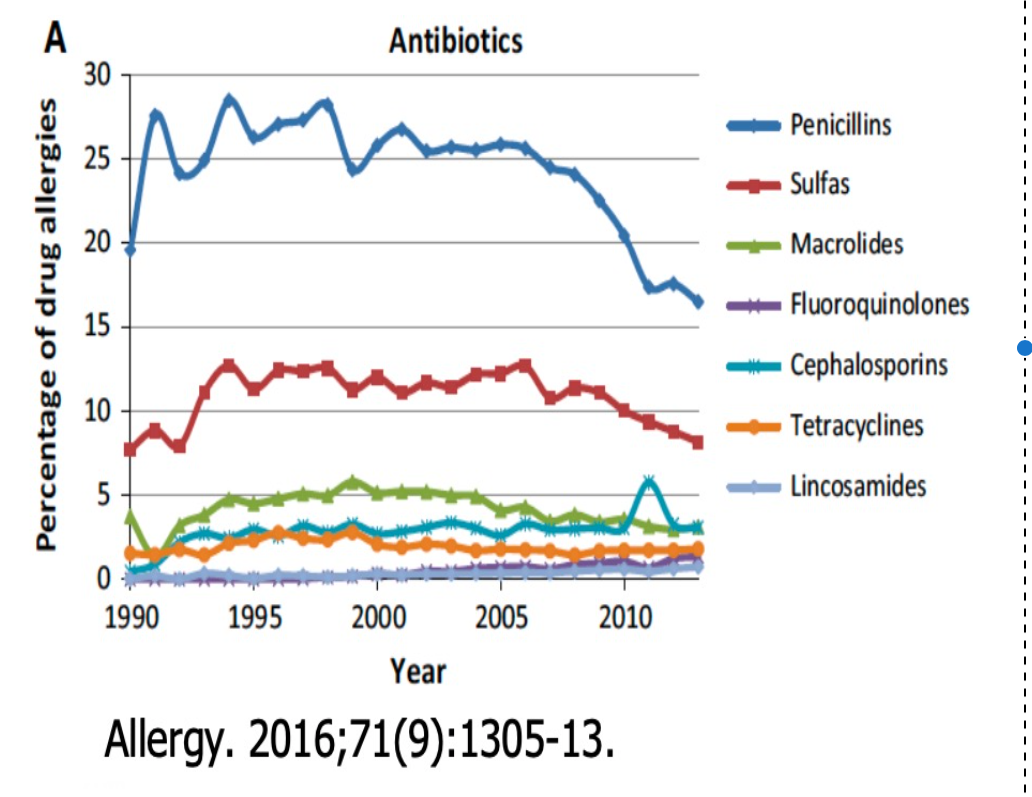 A
Antibiotics
Percentage of drug allergies
30
25
20
15
10
5
0
1990 1995 2000 2005 2010
Year
Penicillins
Sulfas
Macrolides
Fluoroquinolones
Cephalosporins
Tetracyclines
Lincosamides
Allergy. 2016;71(9):1305-13.